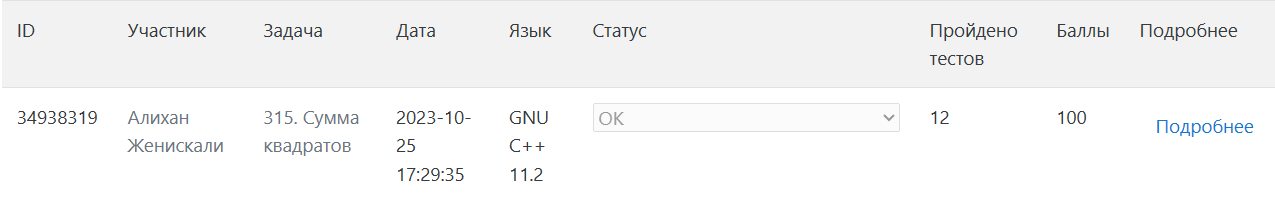 ID Участник Задача Дата Язык Статус Пройдено тестов Баллы Подробнее
34938319 Алихан Женискали 315. Сумма квадратов 2023-10-25 17:29:35 GNU C++ 11.2 OK 12 100 Подробнее